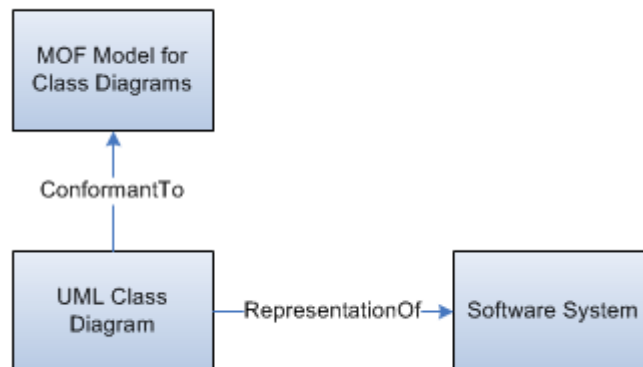 MOF Model for
Class Diagrams
ConformantTo
UML Class
Diagram
RepresentationOf
Software System